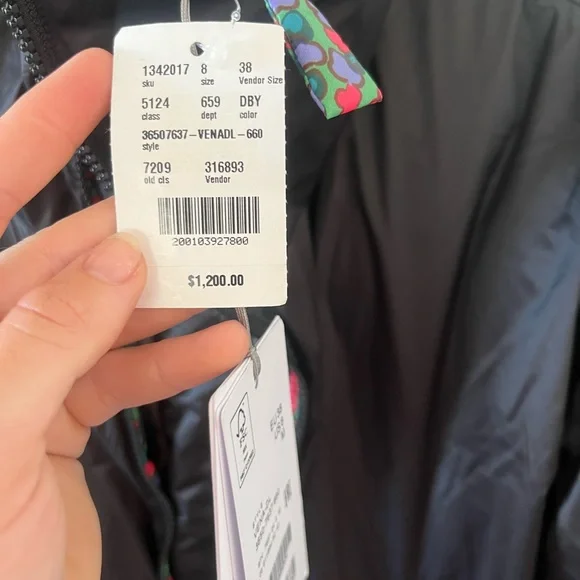 1342017 8 38
sku size Vendor Size
5124 659 DBY
class dept color
36507637-VENADL-660
style
7209 316893
old cls Vendor
200103927800
$1,200.00
FSC